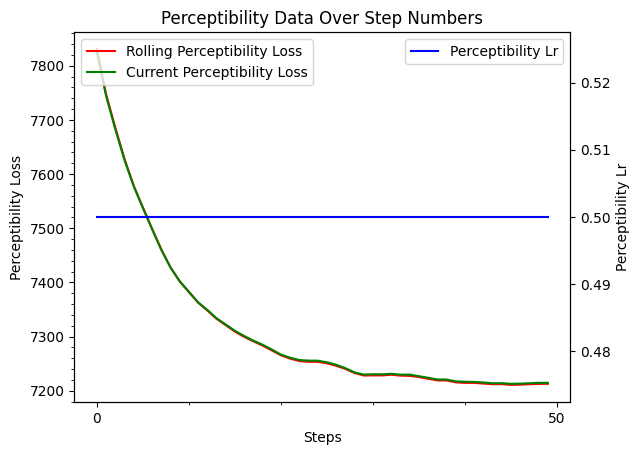 Perceptibility Data Over Step Numbers
Rolling Perceptibility Loss
Current Perceptibility Loss
Perceptibility Lr
7800
7700
7600
7500
7400
7300
7200
Perceptibility Loss
0.52
0.51
0.50
0.49
0.48
Perceptibility Lr
0
50
Steps